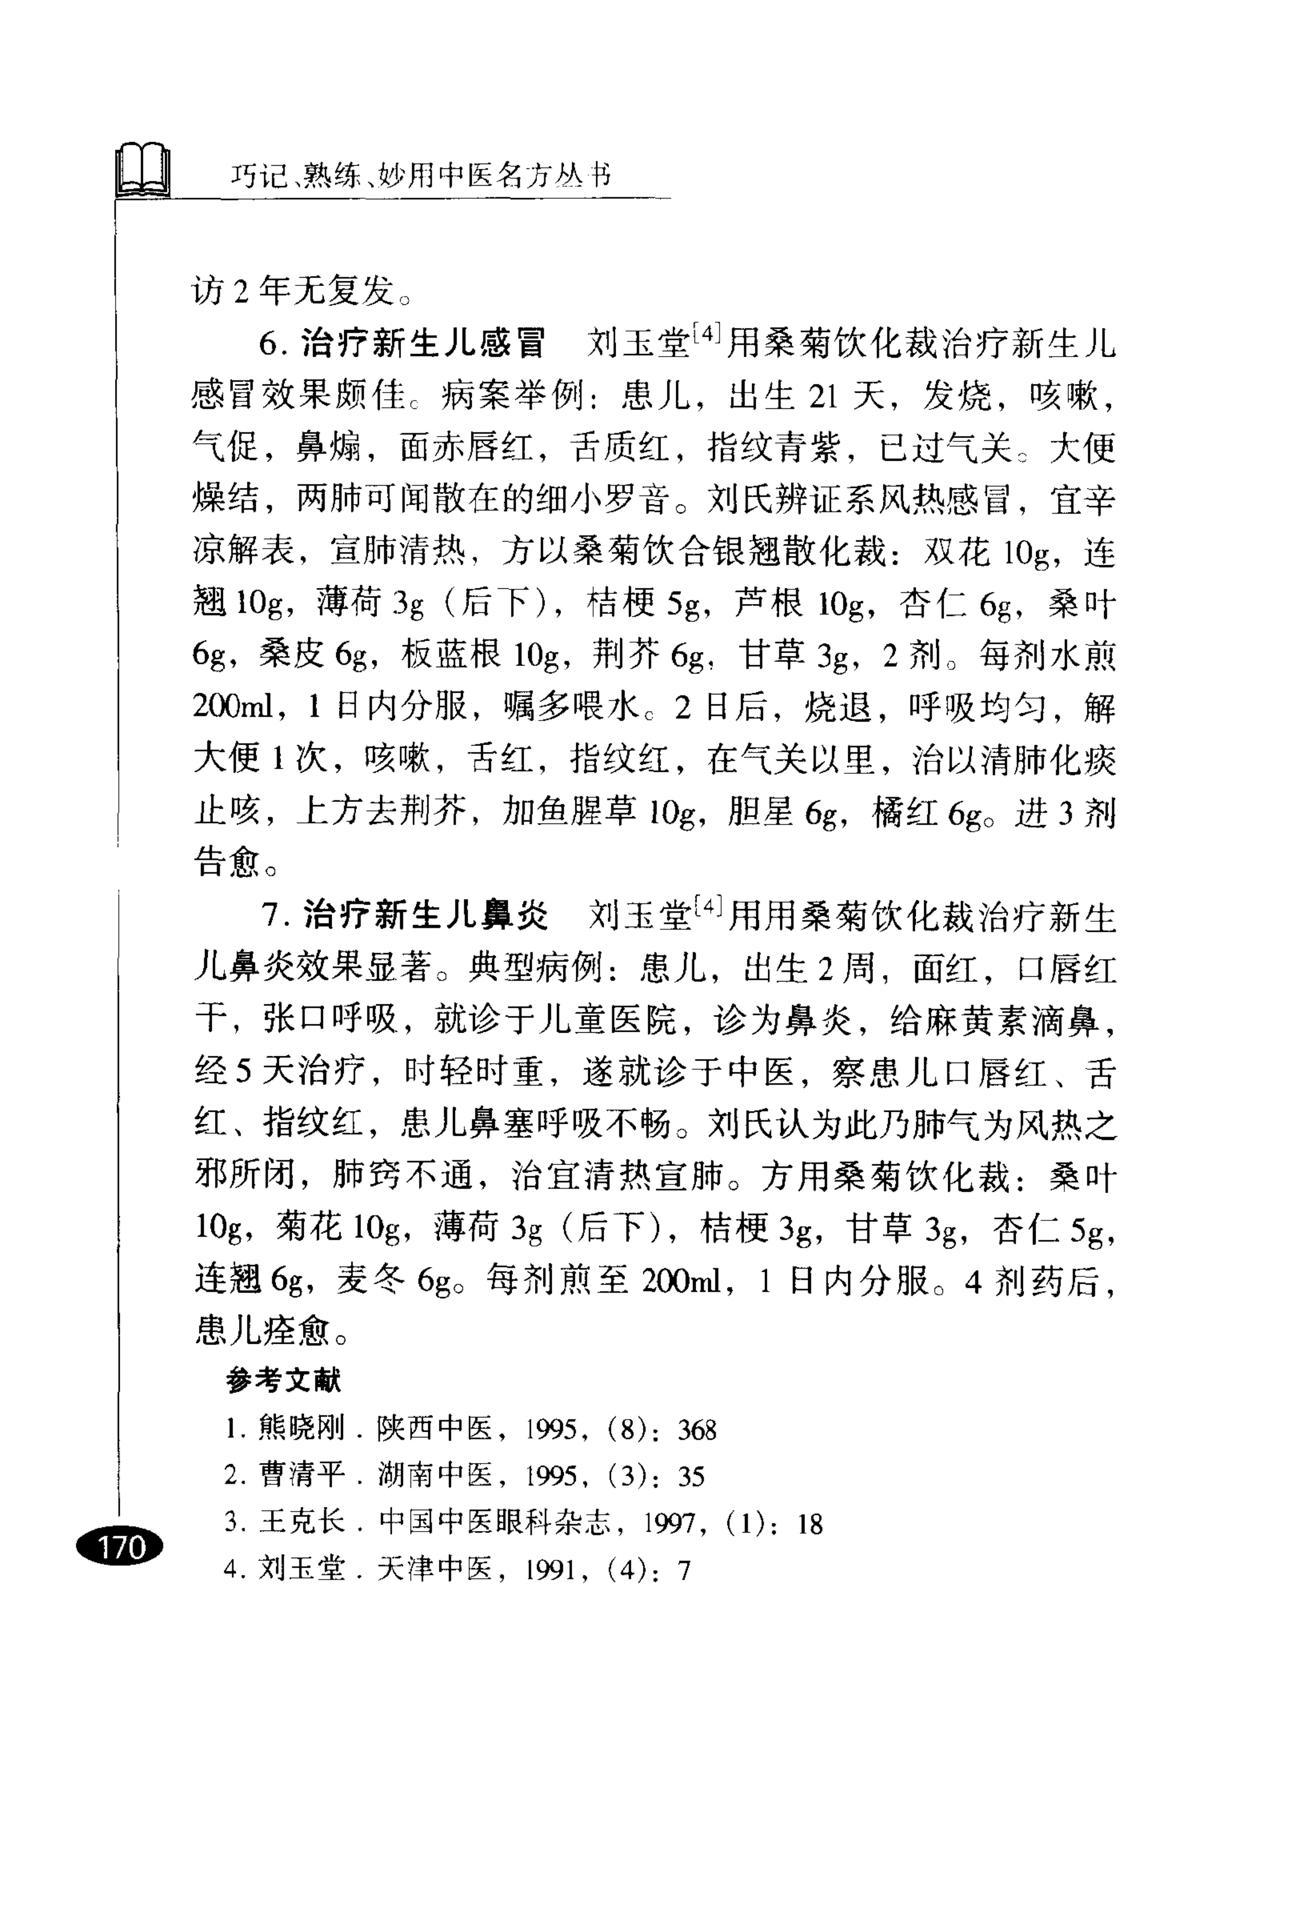 巧记、熟练、妙用中医名方丛书
访2年无复发。
6. 治疗新生儿感冒 刘玉堂[4]用桑菊饮化裁治疗新生儿
感冒效果颇佳。病案举例：患儿，出生 21 天，发烧，咳嗽，
气促，鼻煽，面赤唇红，舌质红，指纹青紫，已过气关。大便
燥结，两肺可闻散在的细小罗音。刘氏辨证系风热感冒，宜辛
凉解表，宣肺清热，方以桑菊饮合银翘散化裁：双花 10g，连
翘 10g，薄荷 3g（后下），桔梗 5g，芦根 10g，杏仁 6g，桑叶
6g，桑皮 6g，板蓝根 10g，荆芥 6g，甘草 3g，2 剂。每剂水煎
200ml，1 日内分服，嘱多喂水。2 日后，烧退，呼吸均匀，解
大便 1 次，咳嗽，舌红，指纹红，在气关以里，治以清肺化痰
止咳，上方去荆芥，加鱼腥草 10g，胆星 6g，橘红 6g。进 3 剂
告愈。
7. 治疗新生儿鼻炎 刘玉堂[4]用用桑菊饮化裁治疗新生
儿鼻炎效果显著。典型病例：患儿，出生 2 周，面红，口唇红
干，张口呼吸，就诊于儿童医院，诊为鼻炎，给麻黄素滴鼻，
经 5 天治疗，时轻时重，遂就诊于中医，察患儿口唇红、舌
红、指纹红，患儿鼻塞呼吸不畅。刘氏认为此乃肺气为风热之
邪所闭，肺窍不通，治宜清热宣肺。方用桑菊饮化裁：桑叶
10g，菊花 10g，薄荷 3g（后下），桔梗 3g，甘草 3g，杏仁 5g，
连翘 6g，麦冬 6g。每剂煎至 200ml，1 日内分服。4 剂药后，
患儿痊愈。
参考文献
1. 熊晓刚．陕西中医，1995，（8）：368
2. 曹清平．湖南中医，1995，（3）：35
3. 王克长．中国中医眼科杂志，1997，（1）：18
4. 刘玉堂．天津中医，1991，（4）：7
170